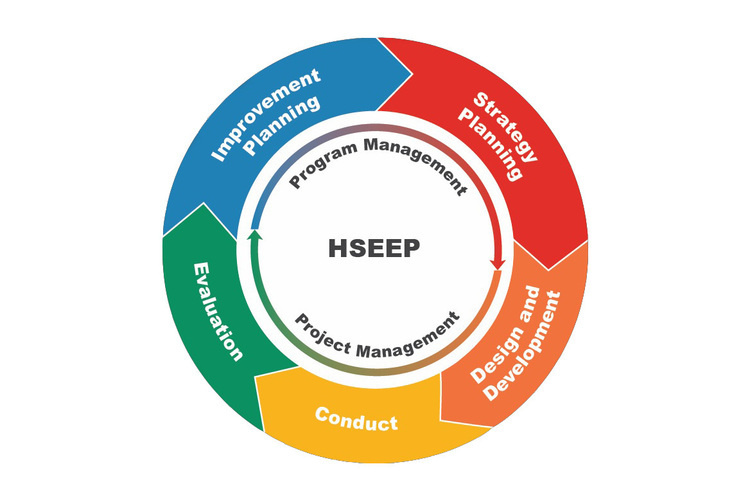 Improvement
Planning
Strategy
Planning
Program Management
HSEEP
Evaluation
Design and
Development
Project Management
Conduct